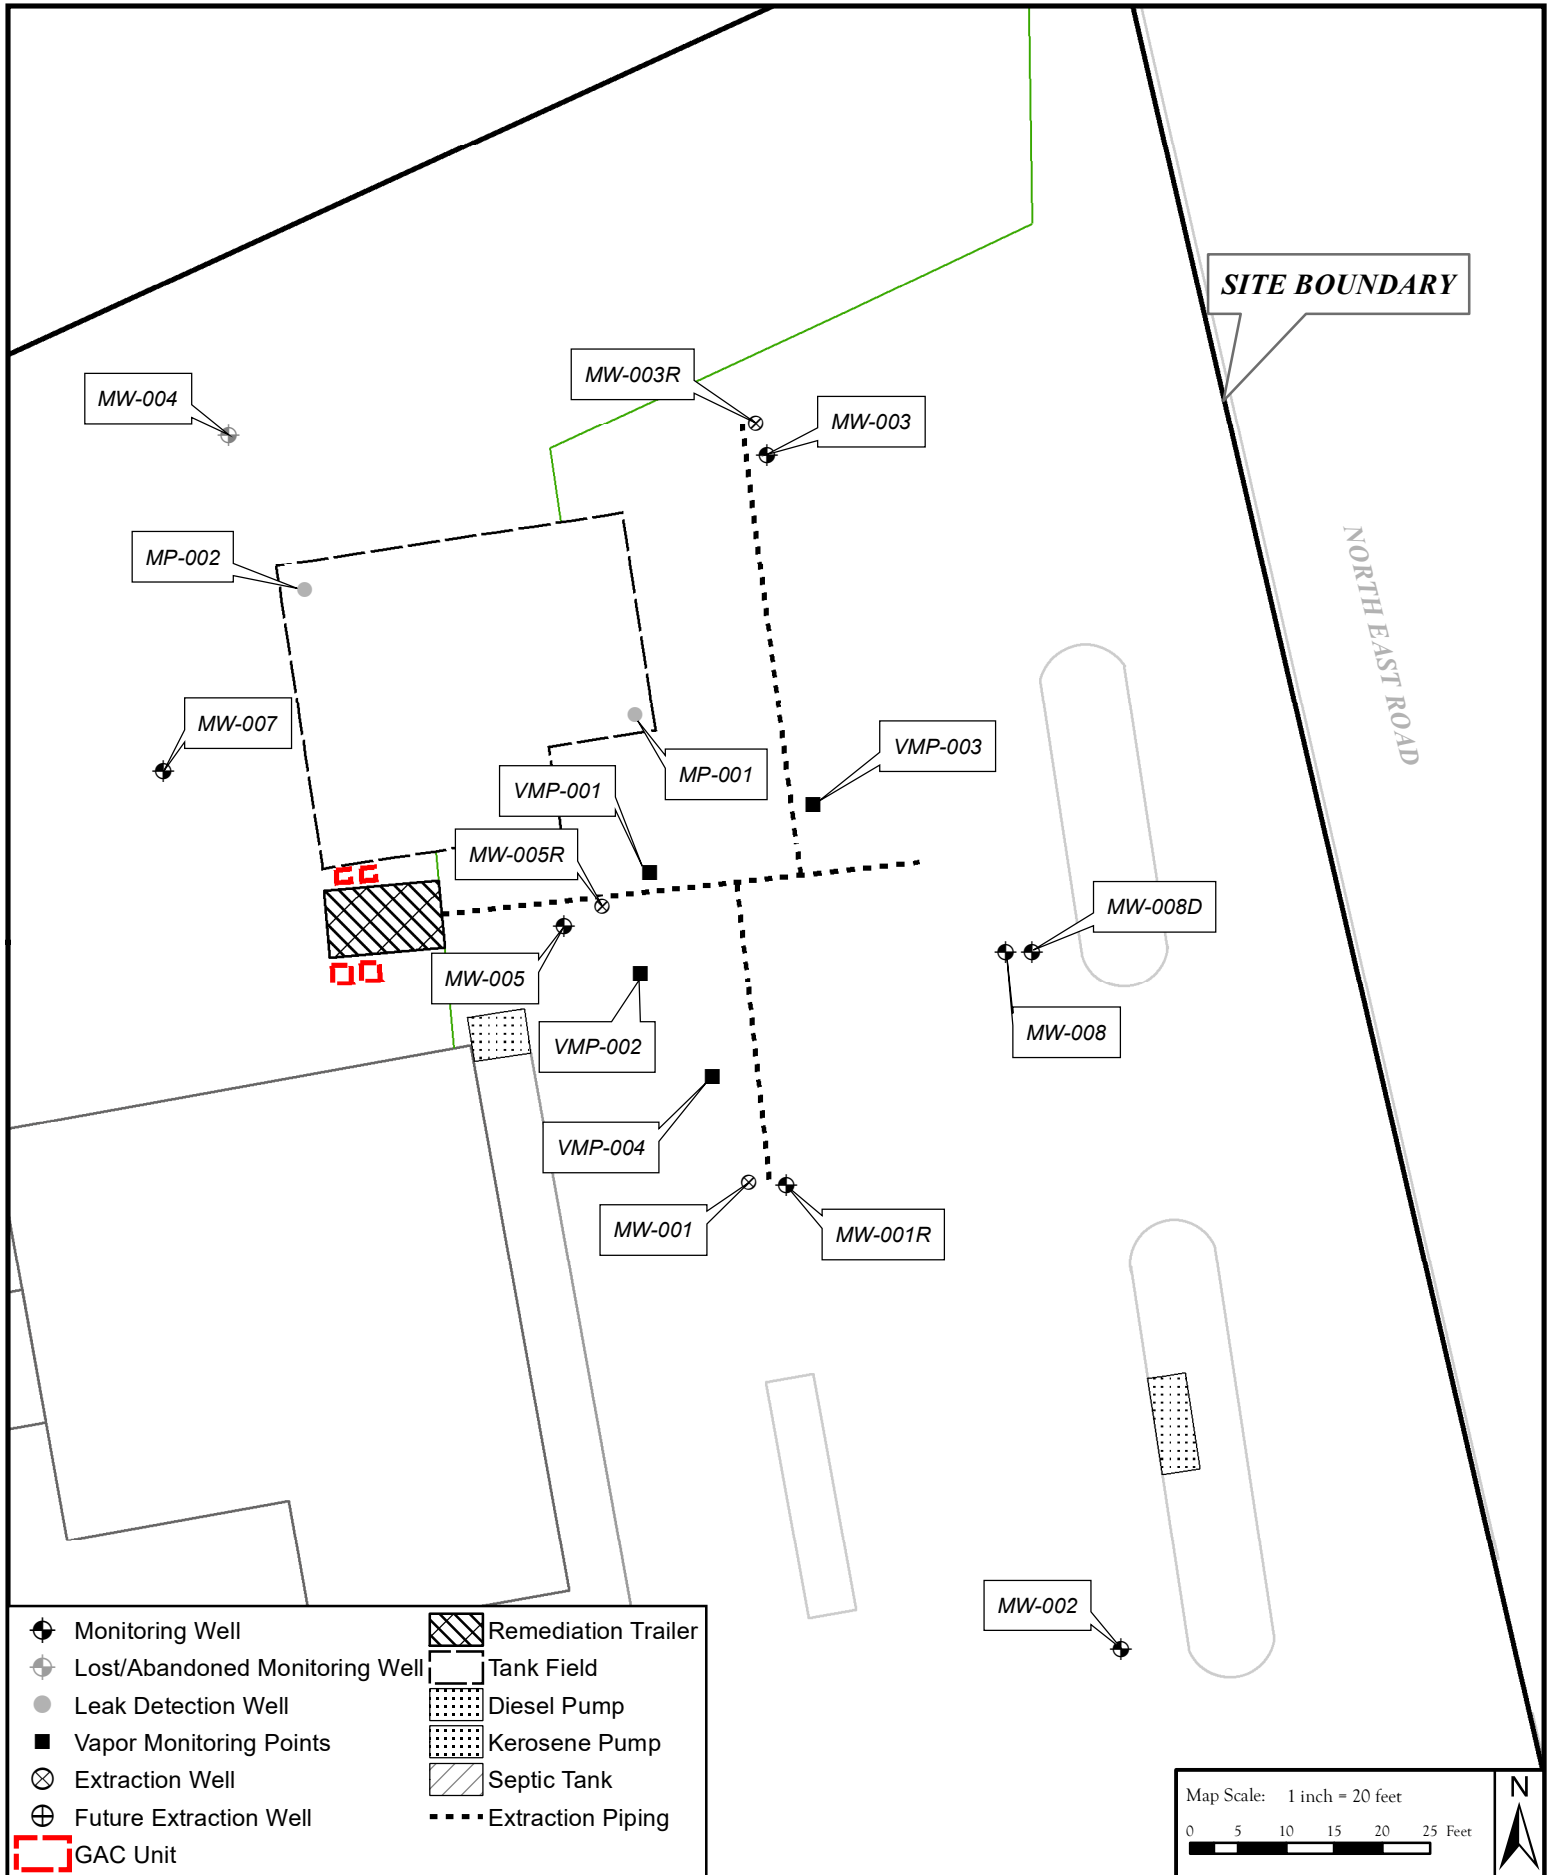 SITE BOUNDARY
MW-003R
MW-004
MW-003
MP-002
NORTH EAST ROAD
MW-007
VMP-003
MP-001
VMP-001
MW-005R
MW-008D
MW-005
MW-008
VMP-002
VMP-004
MW-001
MW-001R
MW-002
Monitoring Well
Lost/Abandoned Monitoring Well
Leak Detection Well
Vapor Monitoring Points
Extraction Well
Future Extraction Well
GAC Unit
Remediation Trailer
Tank Field
Diesel Pump
Kerosene Pump
Septic Tank
Extraction Piping
Map Scale: 1 inch = 20 feet
0 5 10 15 20 25 Feet
N